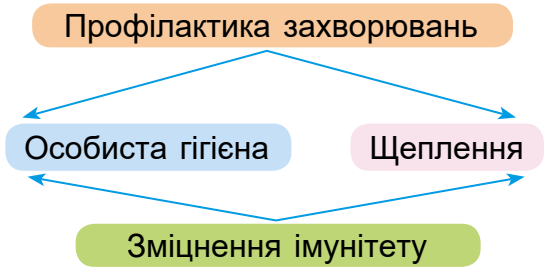 Профілактика захворювань
Особиста гігієна
Щеплення
Зміцнення імунітету